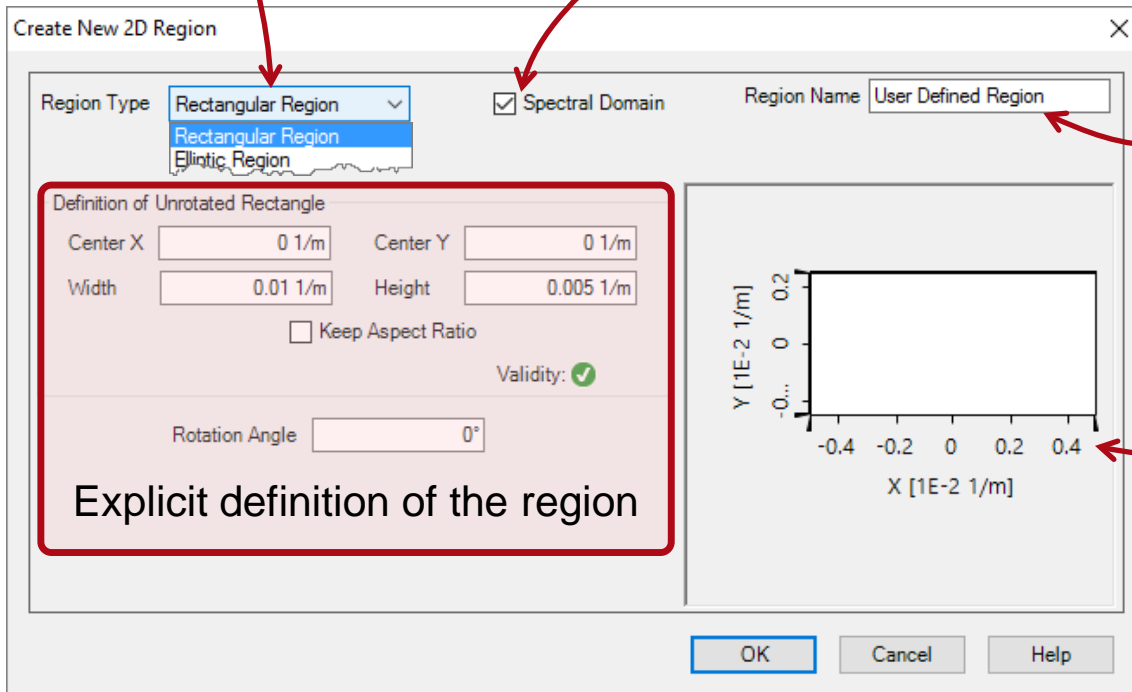 Create New 2D Region
Region Type Rectangular Region Spectral Domain Region Name User Defined Region
Rectangular Region
Elliptic Region
Definition of Unrotated Rectangle
Center X 0 1/m Center Y 0 1/m
Width 0.01 1/m Height 0.005 1/m
Keep Aspect Ratio
Validity:
Rotation Angle 0°
Explicit definition of the region
Y [1E-2 1/m]
0.2
0
-0...
-0.4 -0.2 0 0.2 0.4
X [1E-2 1/m]
OK Cancel Help